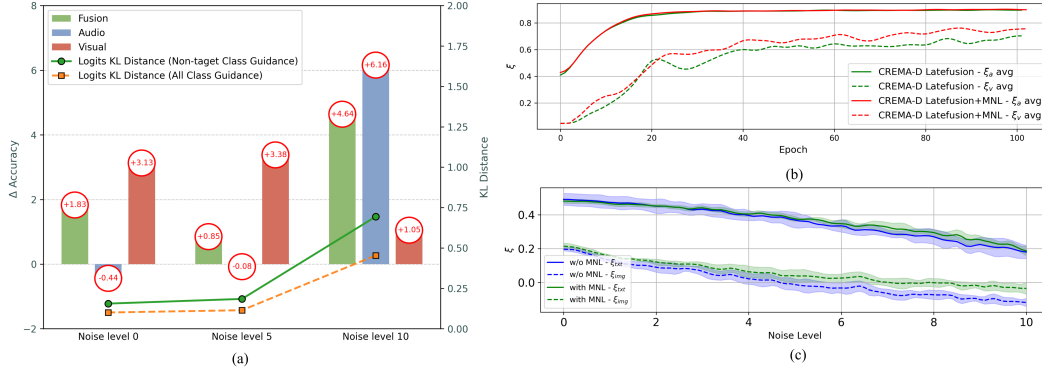 8
6
4
2
0
−2
Δ Accuracy
Fusion
Audio
Visual
Logits KL Distance (Non-taget Class Guidance)
Logits KL Distance (All Class Guidance)
+1.83
-0.44
+3.13
+0.85
-0.08
+3.38
+4.64
+6.16
+1.05
2.00
1.75
1.50
1.25
1.00
0.75
0.50
0.25
0.00
KL Distance
Noise level 0 Noise level 5 Noise level 10
(a)
0.8
0.6
0.4
0.2
ξ
CREMA-D Latefusion - ξa avg
CREMA-D Latefusion - ξv avg
CREMA-D Latefusion+MNL - ξa avg
CREMA-D Latefusion+MNL - ξv avg
0 20 40 60 80 100
Epoch
(b)
0.4
0.2
0.0
ξ
w/o MNL - ξtxt
w/o MNL - ξimg
with MNL - ξtxt
with MNL - ξimg
0 2 4 6 8 10
Noise Level
(c)